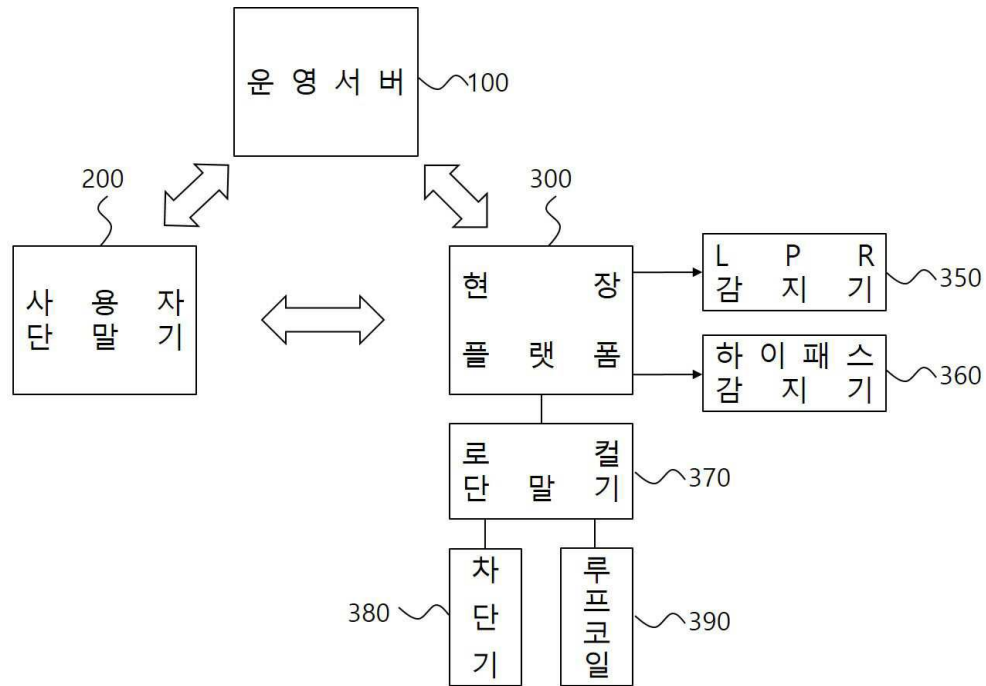 운영서버
100
200
300
사용자
단말기
현장
플랫폼
LPR
감지기
350
하이패스
감지기
360
로컬
단말기
370
차단기
380
루프코일
390